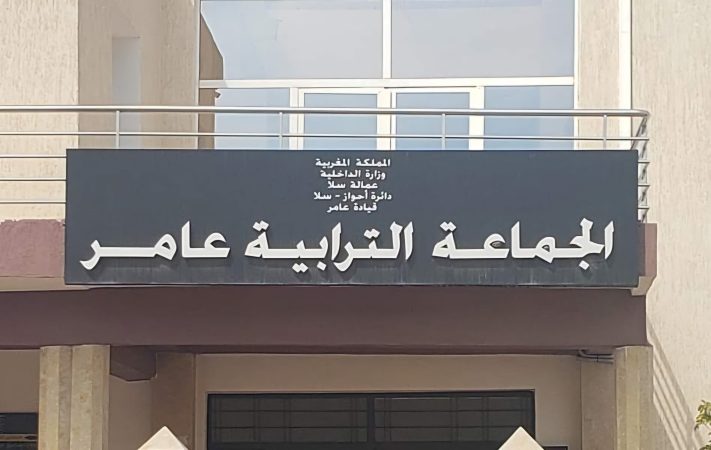 المملكة المغربية
وزارة الداخلية
عمالة سلا
دائرة أحواز - سلا
قيادة عامر
الجماعة الترابية عامر